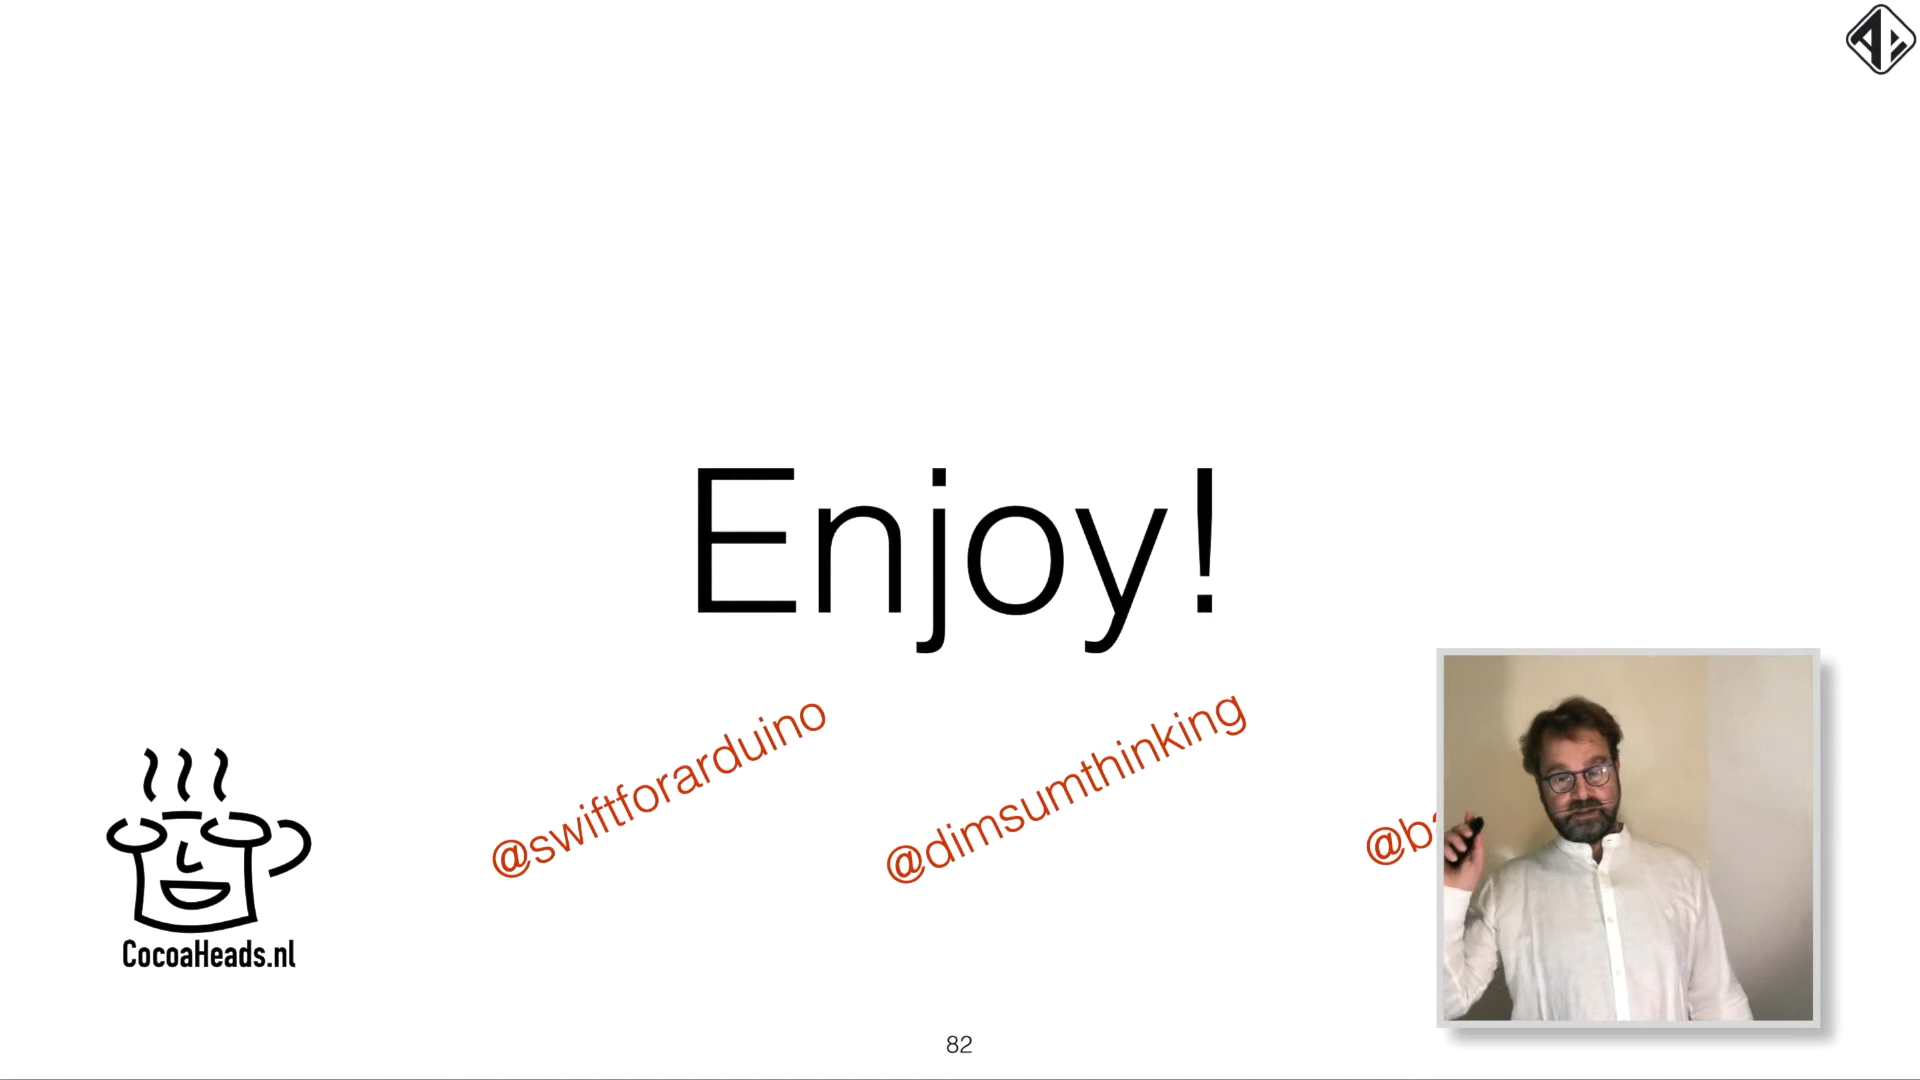 Enjoy!
@swiftforarduino
@dimsumthinking
CocoaHeads.nl
82